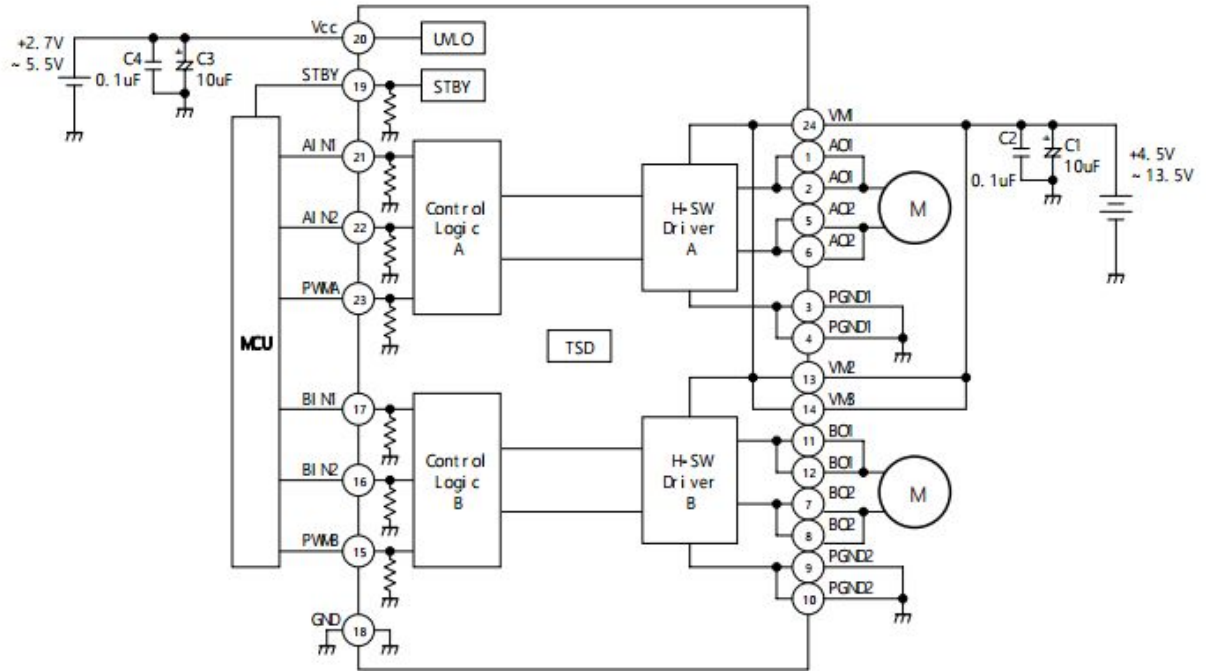 Vcc
20
UVLO
+2.7V
~ 5.5V
C4
0.1uF
+
C3
10uF
STBY
19
STBY
MCU
AIN1
21
AIN2
22
PWMA
23
Control
Logic
A
H-SW
Driver
A
24
VM1
1
AO1
2
AO1
5
AO2
6
AO2
3
PGND1
4
PGND1
M
C2
0.1uF
+
C1
10uF
+4.5V
~ 13.5V
TSD
13
VM2
14
VM3
BIN1
17
BIN2
16
PWMB
15
Control
Logic
B
H-SW
Driver
B
11
BO1
12
BO1
7
BO2
8
BO2
9
PGND2
10
PGND2
M
GND
18